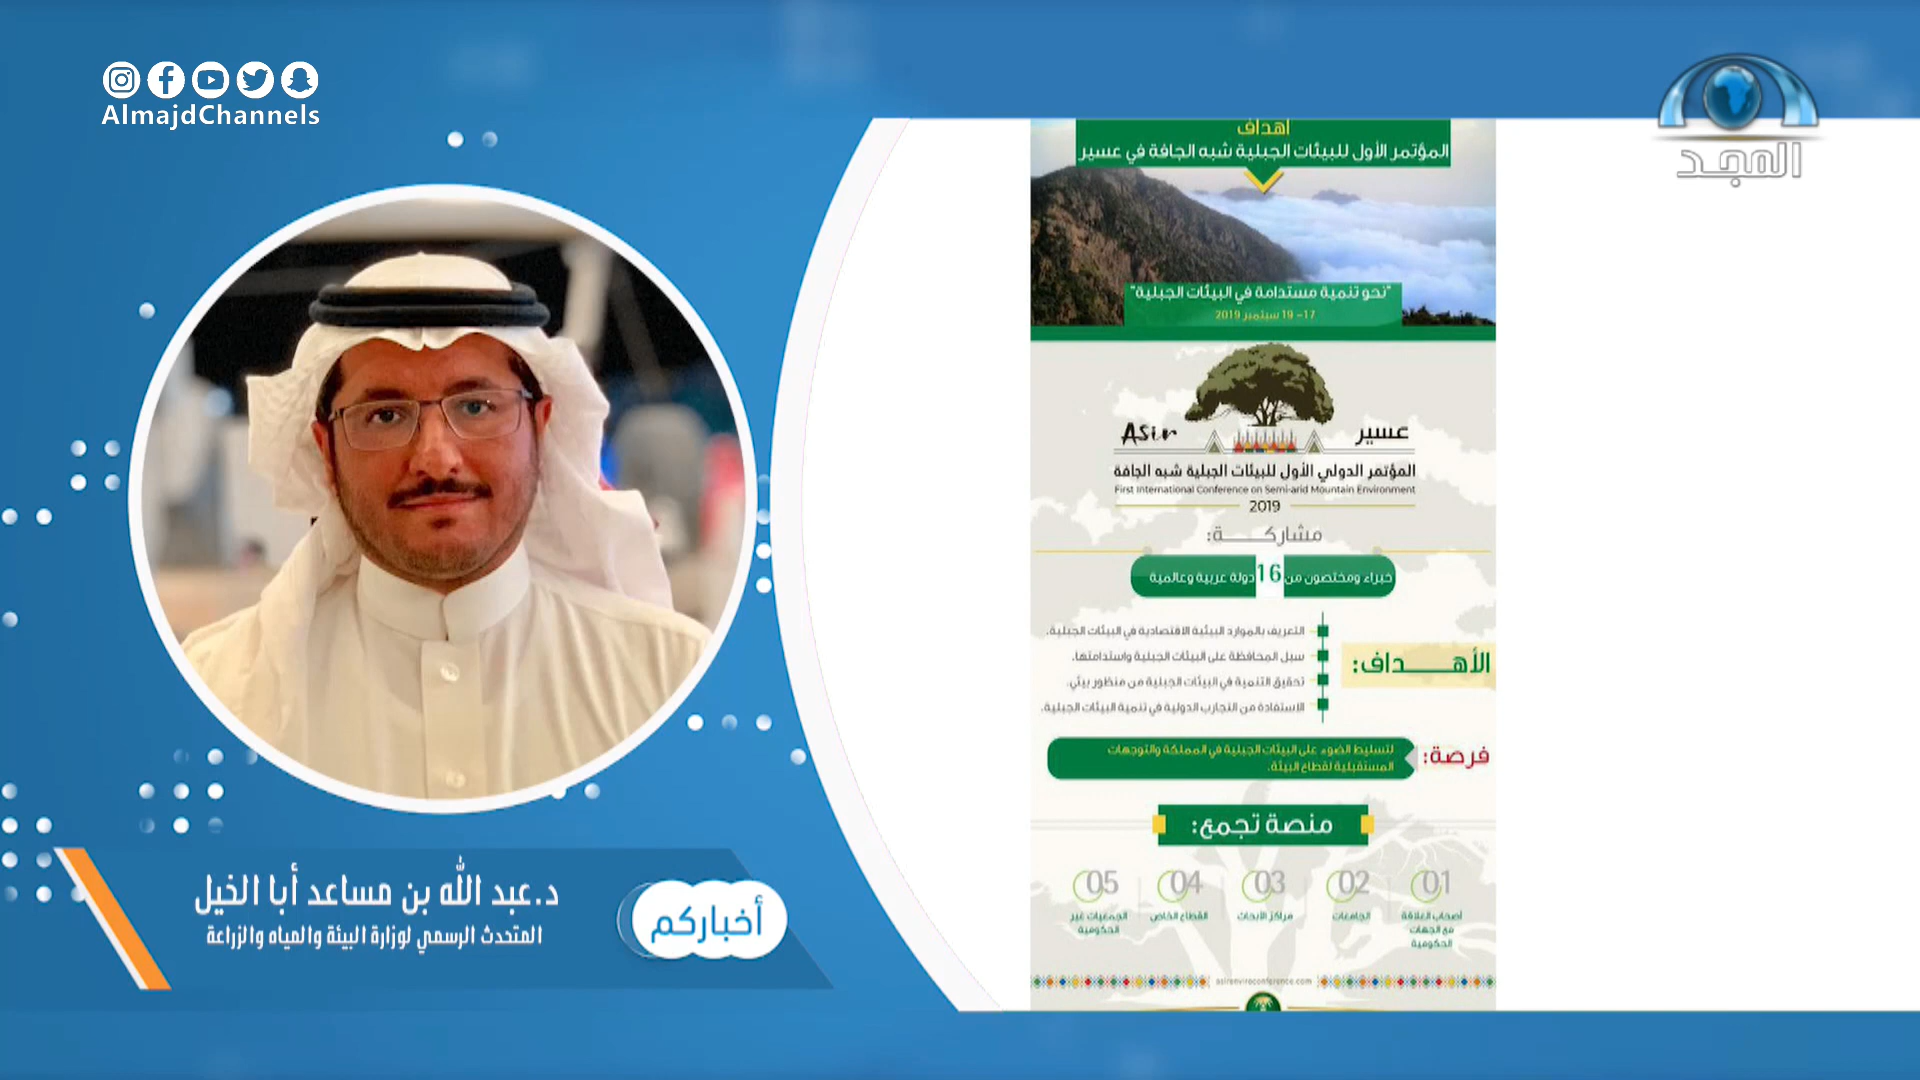 AlmajdChannels
المجد
أهداف
المؤتمر الأول للبيئات الجبلية شبه الجافة في عسير
"نحو تنمية مستدامة في البيئات الجبلية"
17- 19 سبتمبر 2019
عسير Asir
المؤتمر الدولي الأول للبيئات الجبلية شبه الجافة
First International Conference on Semi-arid Mountain Environment
2019
مشاركـــــة:
خبراء ومختصون من 16 دولة عربية وعالمية
الأهـــــداف:
التعريف بالموارد البيئية الاقتصادية في البيئات الجبلية.
سبل المحافظة على البيئات الجبلية واستدامتها.
تحقيق التنمية في البيئات الجبلية من منظور بيئي.
الاستفادة من التجارب الدولية في تنمية البيئات الجبلية.
فرصة:
لتسليط الضوء على البيئات الجبلية في المملكة والتوجهات
المستقبلية لقطاع البيئة.
منصة تجمع:
01
أصحاب العلاقة
مع الجهات
الحكومية
02
الجامعات
03
مراكز الأبحاث
04
القطاع الخاص
05
الجمعيات غير
الحكومية
asirenviroconference.com
أخباركم
د.عبد الله بن مساعد أبا الخيل
المتحدث الرسمي لوزارة البيئة والمياه والزراعة